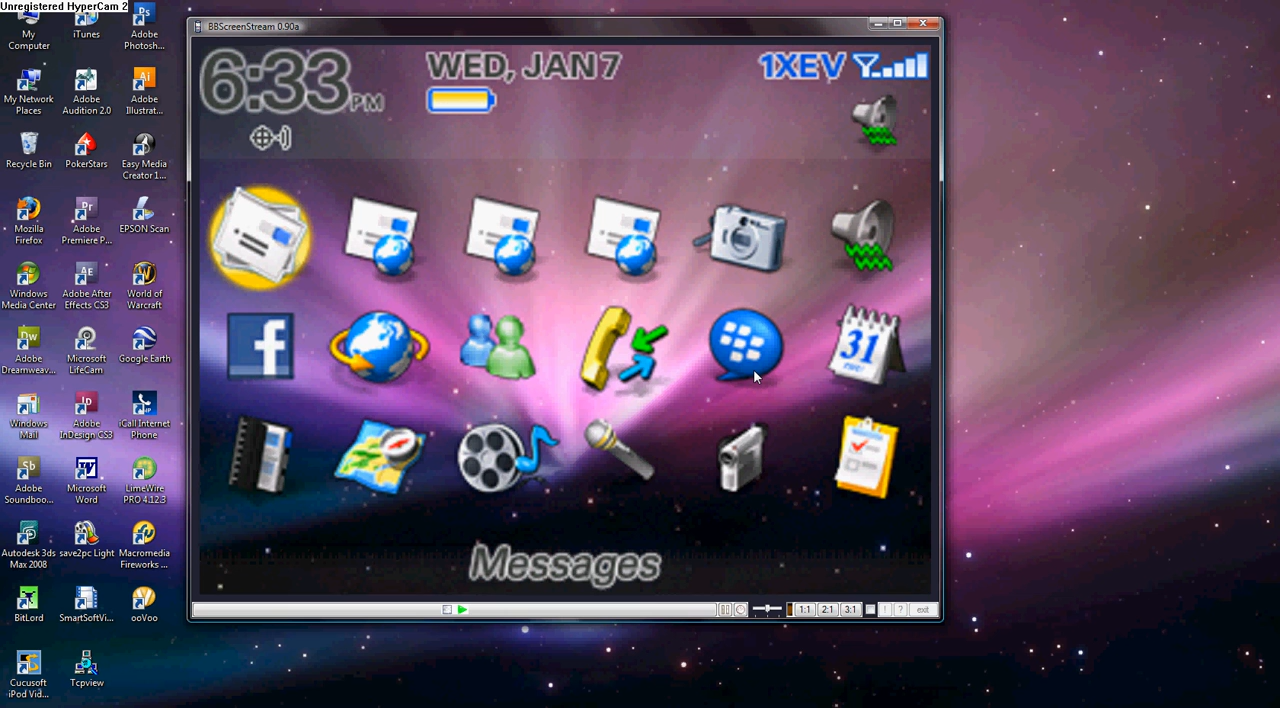 Unregistered HyperCam 2
My Computer
iTunes
Adobe Photosh...
My Network Places
Adobe Audition 2.0
Adobe Illustrat...
Recycle Bin
PokerStars
Easy Media Creator 1...
Mozilla Firefox
Adobe Premiere P...
EPSON Scan
Windows Media Center
Adobe After Effects CS3
World of Warcraft
Adobe Dreamweav...
Microsoft LifeCam
Google Earth
Windows Mail
Adobe InDesign CS3
iCall Internet Phone
Adobe Soundboo...
Microsoft Word
LimeWire PRO 4.12.3
Autodesk 3ds Max 2008
save2pc Light
Macromedia Fireworks ...
BitLord
SmartSoftVi...
ooVoo
Cucusoft iPod Vid...
Tcpview
BBScreenStream 0.90a
6:33PM
WED, JAN 7
1XEV
31
Messages
1:1 2:1 3:1 ! ? exit